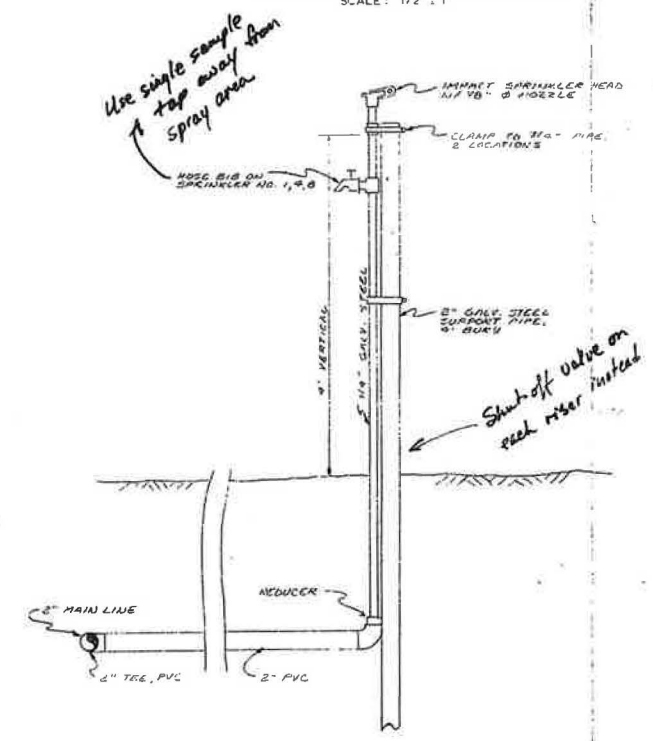 SCALE: 1/2":1'
Use single sample
tap away from
spray area
IMPACT SPRINKLER HEAD
W/ 7/8" Φ NOZZLE
CLAMP TO 3/4" PIPE,
2 LOCATIONS
HOSE BIB ON
SPRINKLER NO. 1,4,8
4' VERTICAL
3/4" GALV. STEEL
2" GALV. STEEL
SUPPORT PIPE,
4' BURY
Shut-off valve on
each riser instead
REDUCER
2" MAIN LINE
2" TEE, PVC
2" PVC